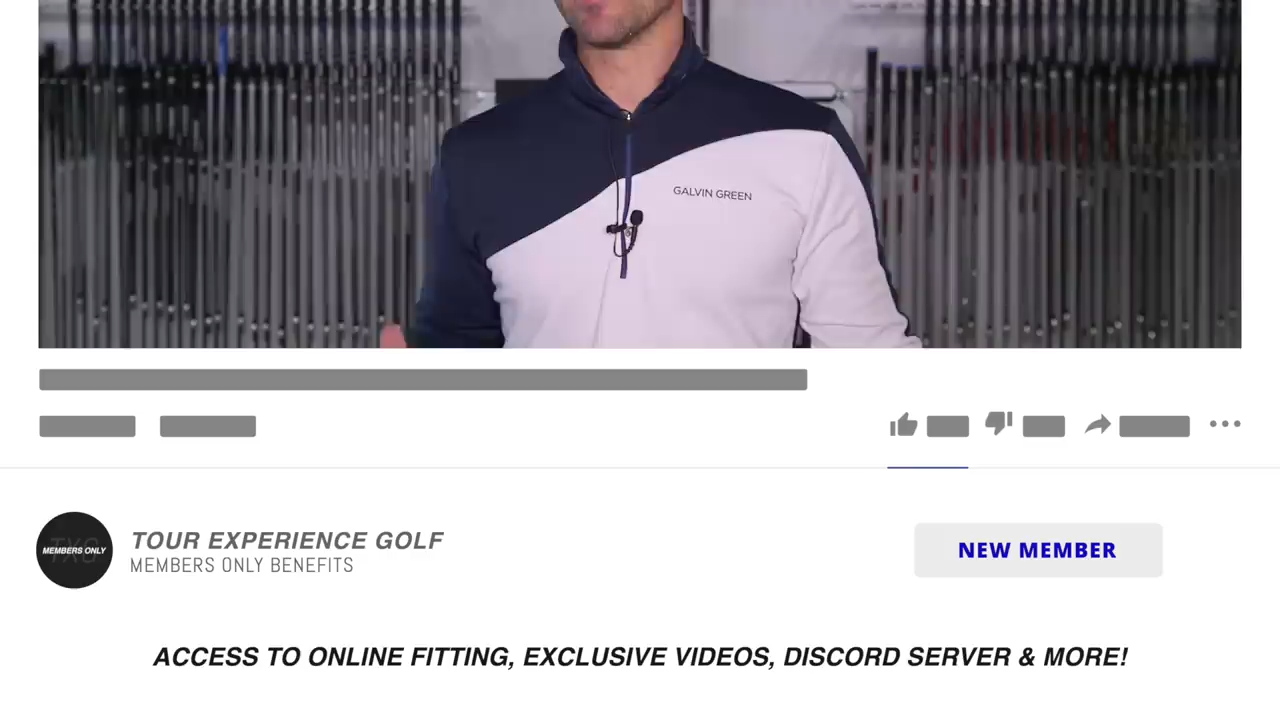 GALVIN GREEN
TOUR EXPERIENCE GOLF
MEMBERS ONLY
MEMBERS ONLY BENEFITS
NEW MEMBER
ACCESS TO ONLINE FITTING, EXCLUSIVE VIDEOS, DISCORD SERVER & MORE!